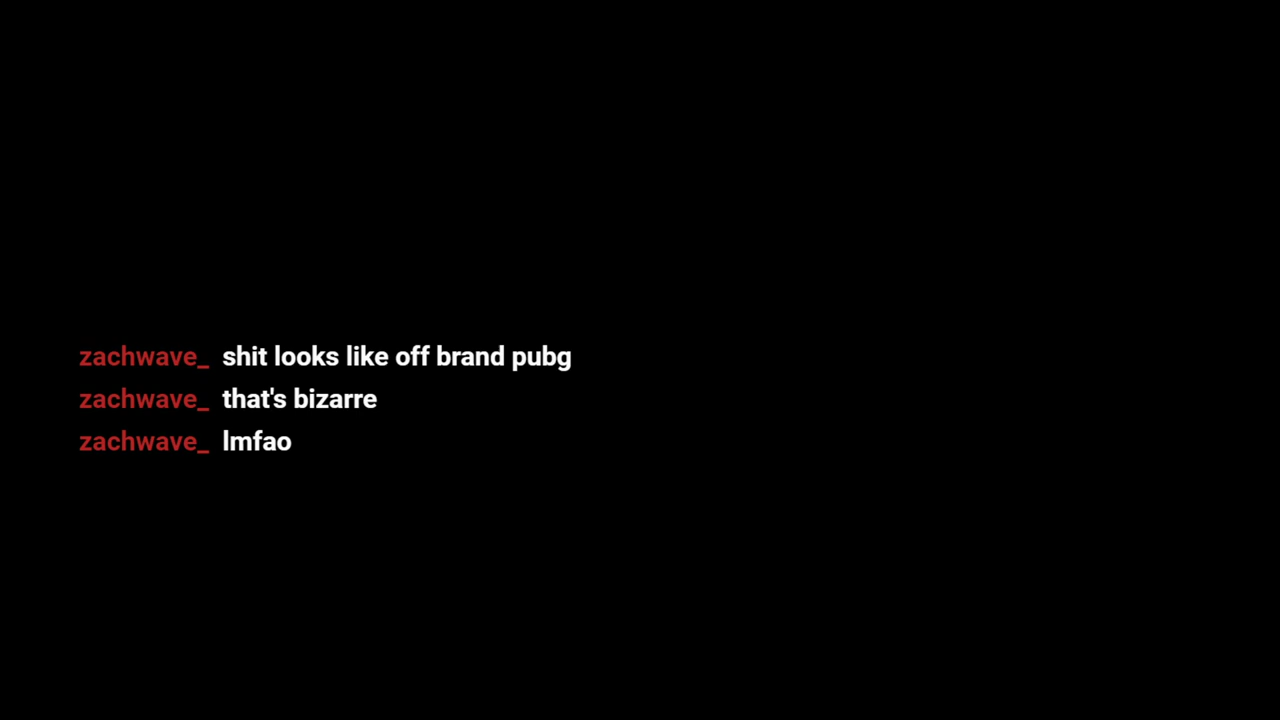 zachwave_ shit looks like off brand pubg
zachwave_ that's bizarre
zachwave_ lmfao